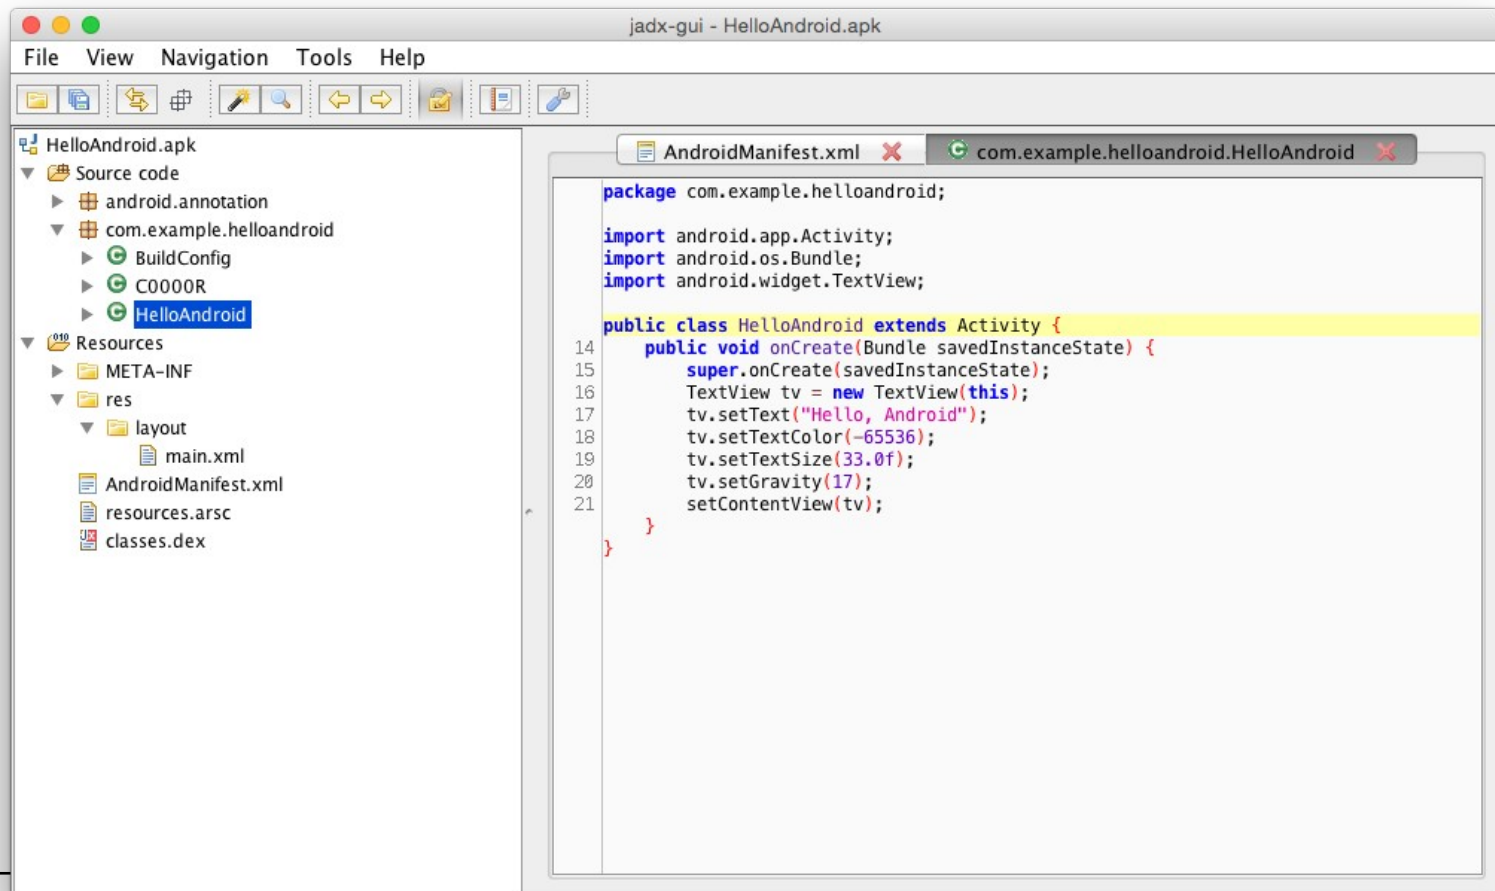 jadx-gui - HelloAndroid.apk
File View Navigation Tools Help
HelloAndroid.apk
Source code
android.annotation
com.example.helloandroid
BuildConfig
C0000R
HelloAndroid
Resources
META-INF
res
layout
main.xml
AndroidManifest.xml
resources.arsc
classes.dex
AndroidManifest.xml com.example.helloandroid.HelloAndroid
package com.example.helloandroid;
import android.app.Activity;
import android.os.Bundle;
import android.widget.TextView;
public class HelloAndroid extends Activity {
14 public void onCreate(Bundle savedInstanceState) {
15 super.onCreate(savedInstanceState);
16 TextView tv = new TextView(this);
17 tv.setText("Hello, Android");
18 tv.setTextColor(-65536);
19 tv.setTextSize(33.0f);
20 tv.setGravity(17);
21 setContentView(tv);
}
}